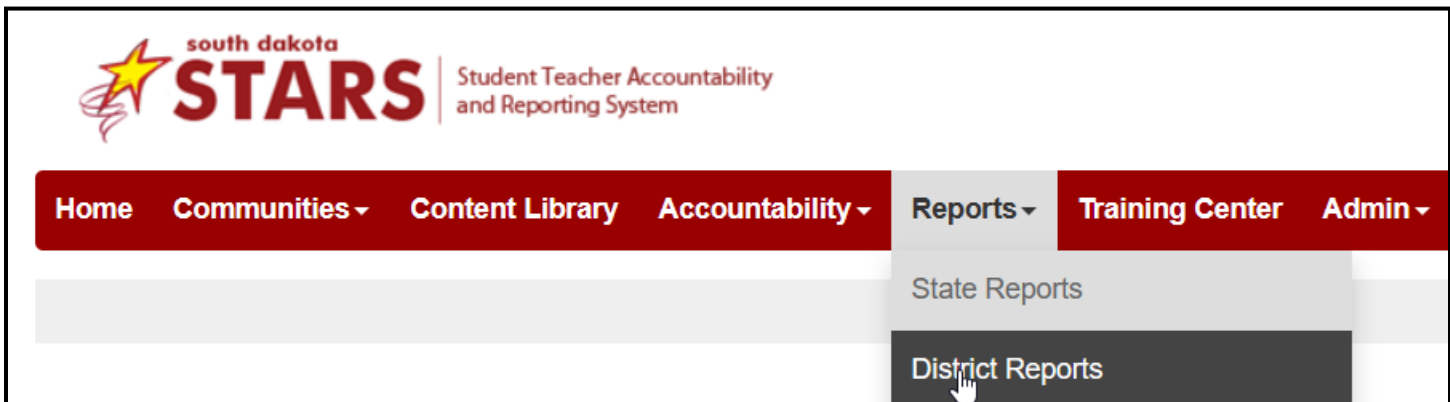 south dakota
STARS
Student Teacher Accountability
and Reporting System
Home Communities Content Library Accountability Reports Training Center Admin
State Reports
District Reports